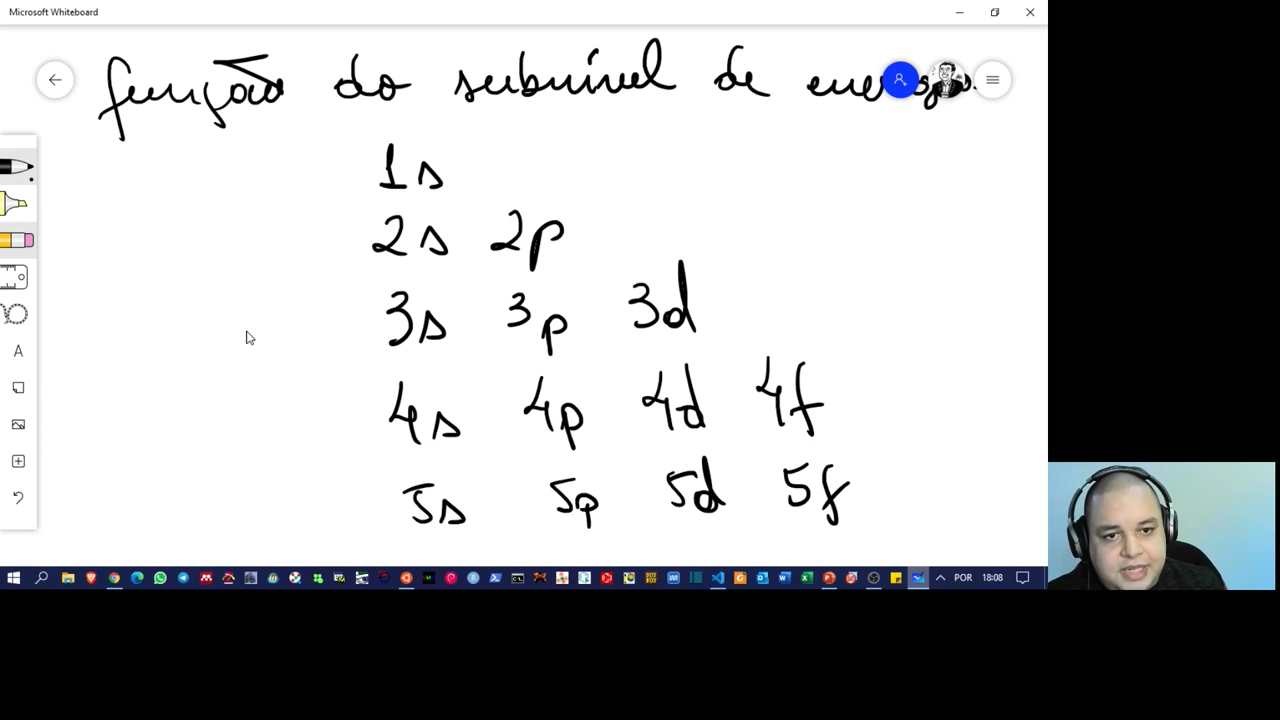 Microsoft Whiteboard
função do subnível de energia
1s
2s 2p
3s 3p 3d
4s 4p 4d 4f
5s 5p 5d 5f
POR 18:08